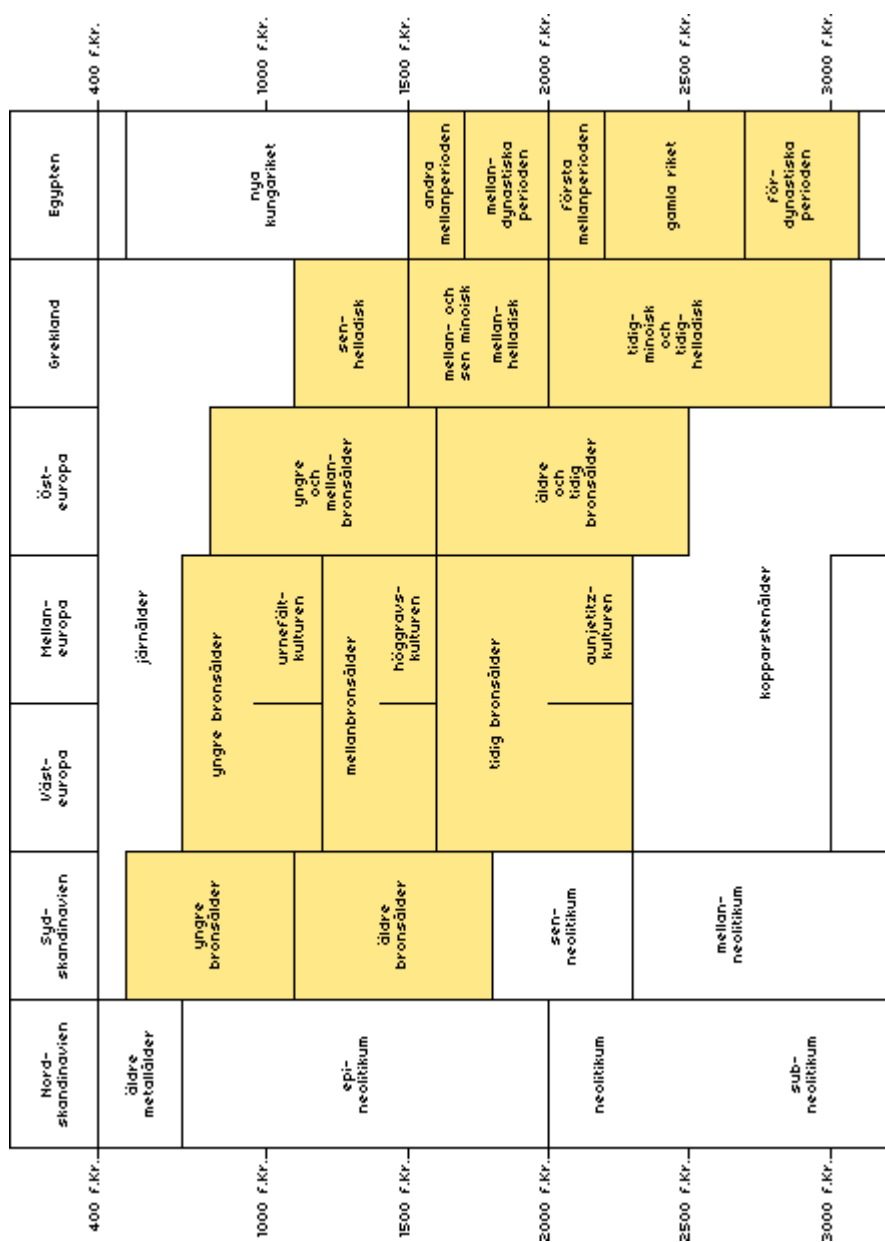 400 f.Kr.
1000 f.Kr.
1500 f.Kr.
2000 f.Kr.
2500 f.Kr.
3000 f.Kr.
Nord-
skandinavien
äldre
metallålder
epi-
neolitikum
neolitikum
sub-
neolitikum
Syd-
skandinavien
yngre
bronsålder
äldre
bronsålder
sen-
neolitikum
mellan-
neolitikum
Väst-
europa
Mellan-
europa
järnålder
yngre bronsålder
urnefält-
kulturen
mellanbronsålder
höggravs-
kulturen
tidig bronsålder
aunjetitz-
kulturen
kopparstenålder
Öst-
europa
yngre
och
mellan-
bronsålder
äldre
och
tidig
bronsålder
Grekland
sen-
helladisk
mellan- och
sen minoisk
mellan-
helladisk
tidig-
minoisk
och
tidig-
helladisk
Egypten
nya
kungariket
andra
mellanperioden
mellan-
dynastiska
perioden
första
mellanperioden
gamla riket
för-
dynastiska
perioden
400 f.Kr.
1000 f.Kr.
1500 f.Kr.
2000 f.Kr.
2500 f.Kr.
3000 f.Kr.